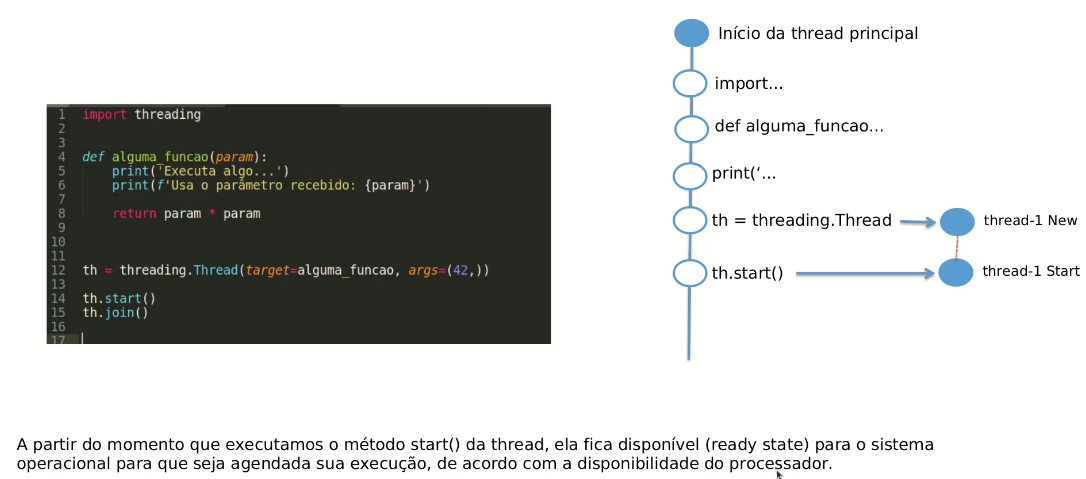 Início da thread principal
import...
def alguma_funcao...
print(‘...
th = threading.Thread
thread-1 New
th.start()
thread-1 Start
1 import threading
2
3
4 def alguma_funcao(param):
5 print('Executa algo...')
6 print(f'Usa o parâmetro recebido: {param}')
7
8 return param * param
9
10
11
12 th = threading.Thread(target=alguma_funcao, args=(42,))
13
14 th.start()
15 th.join()
16
17
A partir do momento que executamos o método start() da thread, ela fica disponível (ready state) para o sistema
operacional para que seja agendada sua execução, de acordo com a disponibilidade do processador.